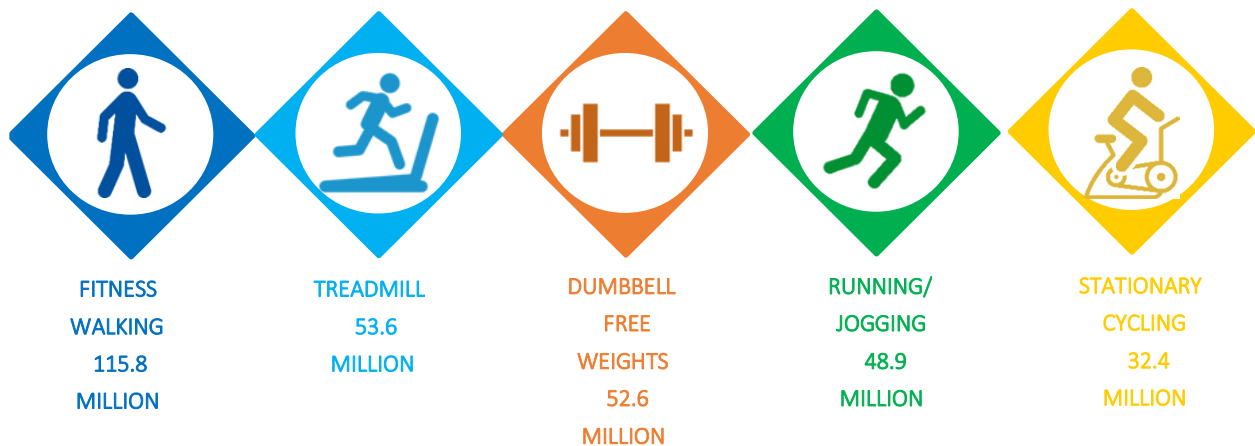 FITNESS
WALKING
115.8
MILLION
TREADMILL
53.6
MILLION
DUMBBELL
FREE
WEIGHTS
52.6
MILLION
RUNNING/
JOGGING
48.9
MILLION
STATIONARY
CYCLING
32.4
MILLION